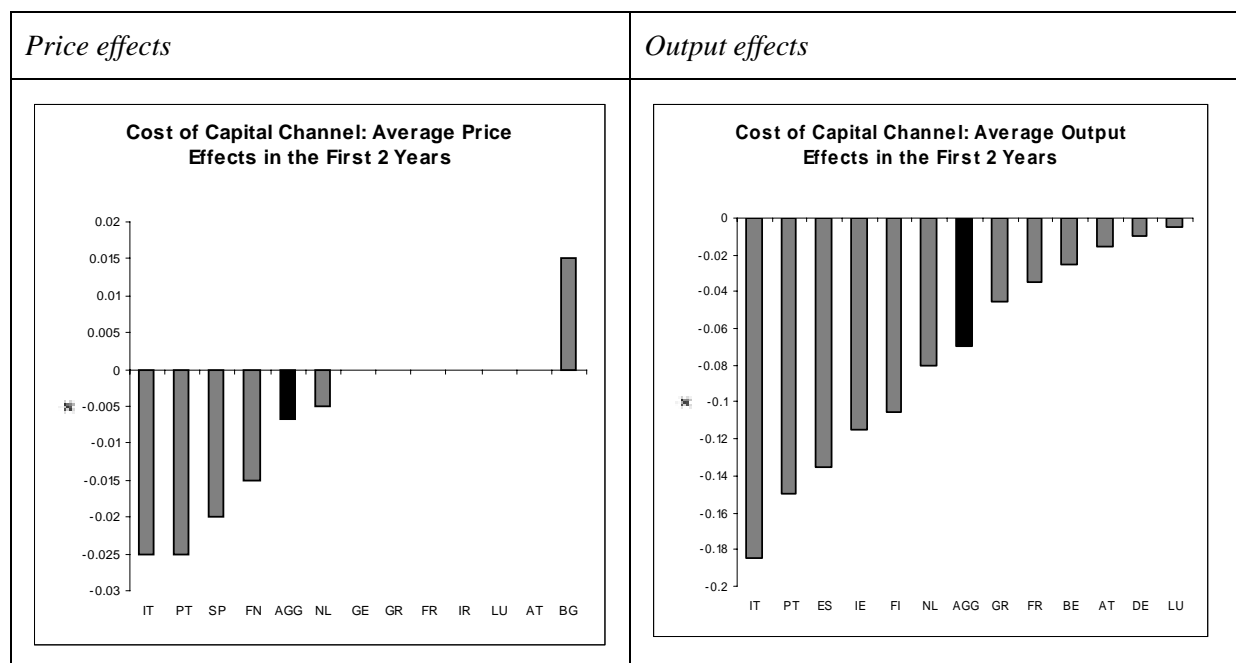 Price effects
Output effects
Cost of Capital Channel: Average Price
Effects in the First 2 Years
0.02
0.015
0.01
0.005
0
-0.005
-0.01
-0.015
-0.02
-0.025
-0.03
IT PT SP FN AGG NL GE GR FR IR LU AT BG
Cost of Capital Channel: Average Output
Effects in the First 2 Years
0
-0.02
-0.04
-0.06
-0.08
-0.1
-0.12
-0.14
-0.16
-0.18
-0.2
IT PT ES IE FI NL AGG GR FR BE AT DE LU